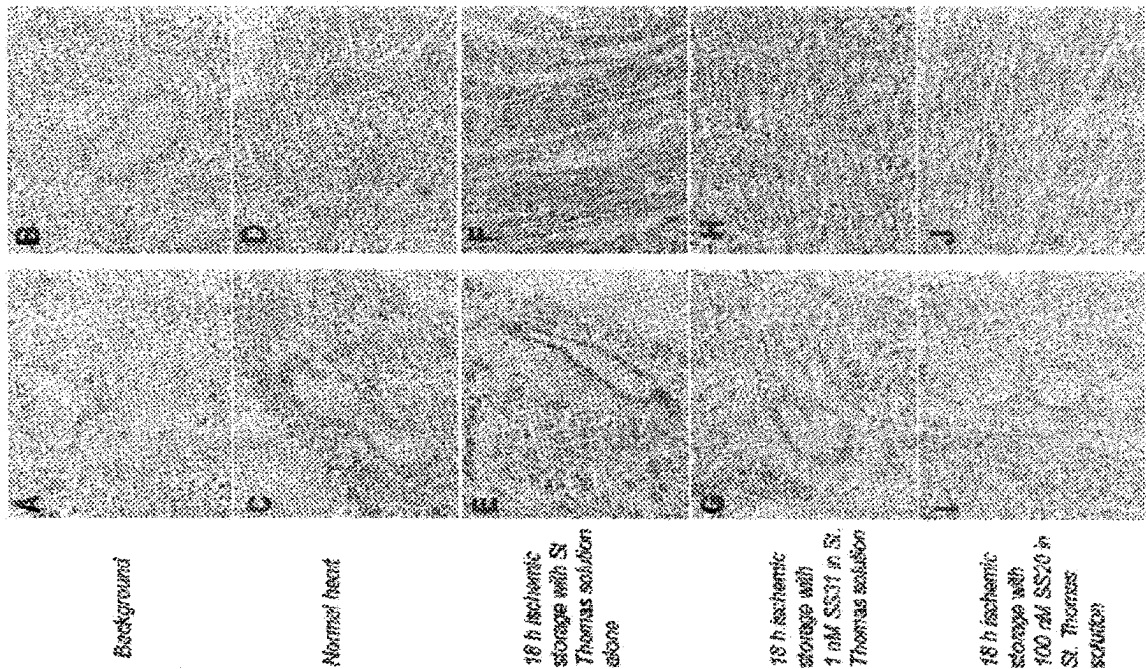 A
B
Background
C
D
Normal heart
E
F
18 h ischemic
storage with St
Thomas solution
alone
G
H
18 h ischemic
storage with
1 nM SS31 in St.
Thomas solution
I
J
18 h ischemic
storage with
100 nM SS20 in
St. Thomas
solution